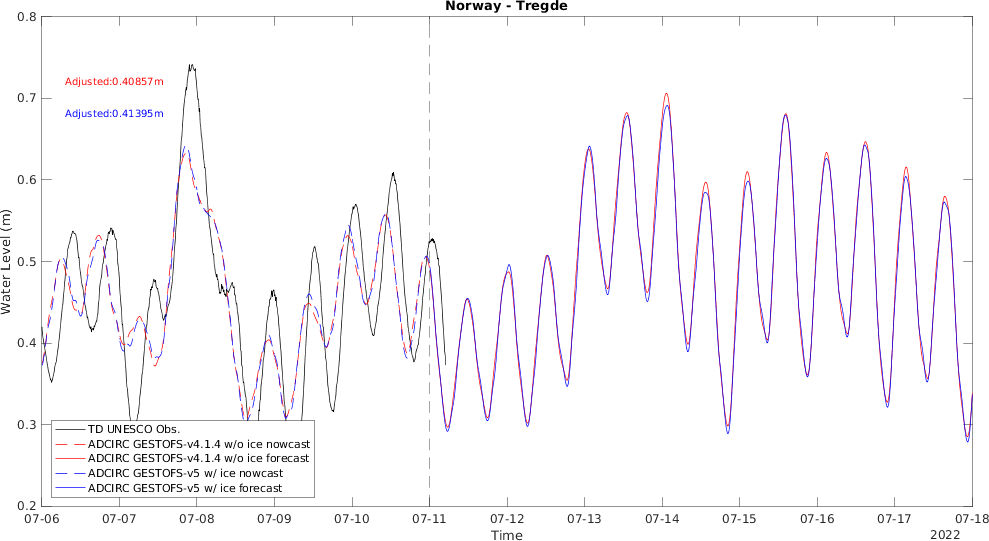 Norway - Tregde
0.8
0.7
0.6
0.5
0.4
0.3
0.2
Water Level (m)
Adjusted:0.40857m
Adjusted:0.41395m
TD UNESCO Obs.
ADCIRC GESTOFS-v4.1.4 w/o ice nowcast
ADCIRC GESTOFS-v4.1.4 w/o ice forecast
ADCIRC GESTOFS-v5 w/ ice nowcast
ADCIRC GESTOFS-v5 w/ ice forecast
07-06 07-07 07-08 07-09 07-10 07-11 07-12 07-13 07-14 07-15 07-16 07-17 07-18
Time
2022